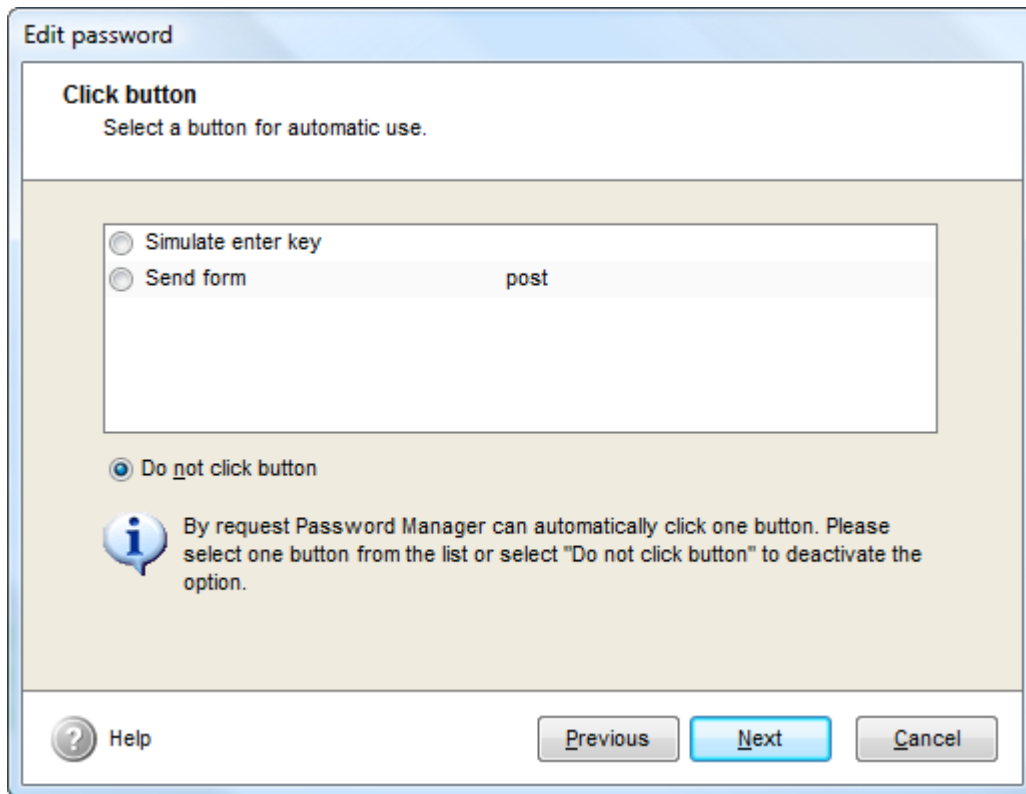 Edit password
Click button
Select a button for automatic use.
Simulate enter key
Send form post
Do not click button
By request Password Manager can automatically click one button. Please
select one button from the list or select "Do not click button" to deactivate the
option.
Help Previous Next Cancel